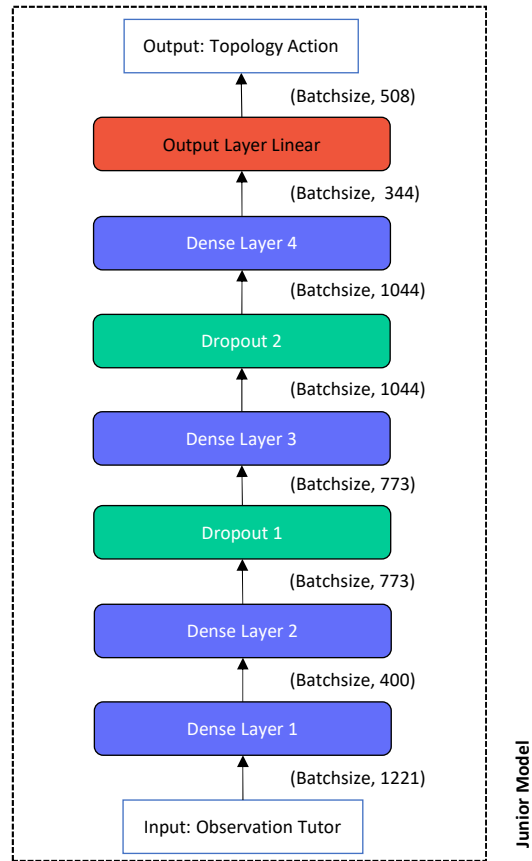 Output: Topology Action
(Batchsize, 508)
Output Layer Linear
(Batchsize,  344)
Dense Layer 4
(Batchsize, 1044)
Dropout 2
(Batchsize, 1044)
Dense Layer 3
(Batchsize, 773)
Dropout 1
(Batchsize, 773)
Dense Layer 2
(Batchsize, 400)
Dense Layer 1
(Batchsize, 1221)
Input: Observation Tutor
Junior Model